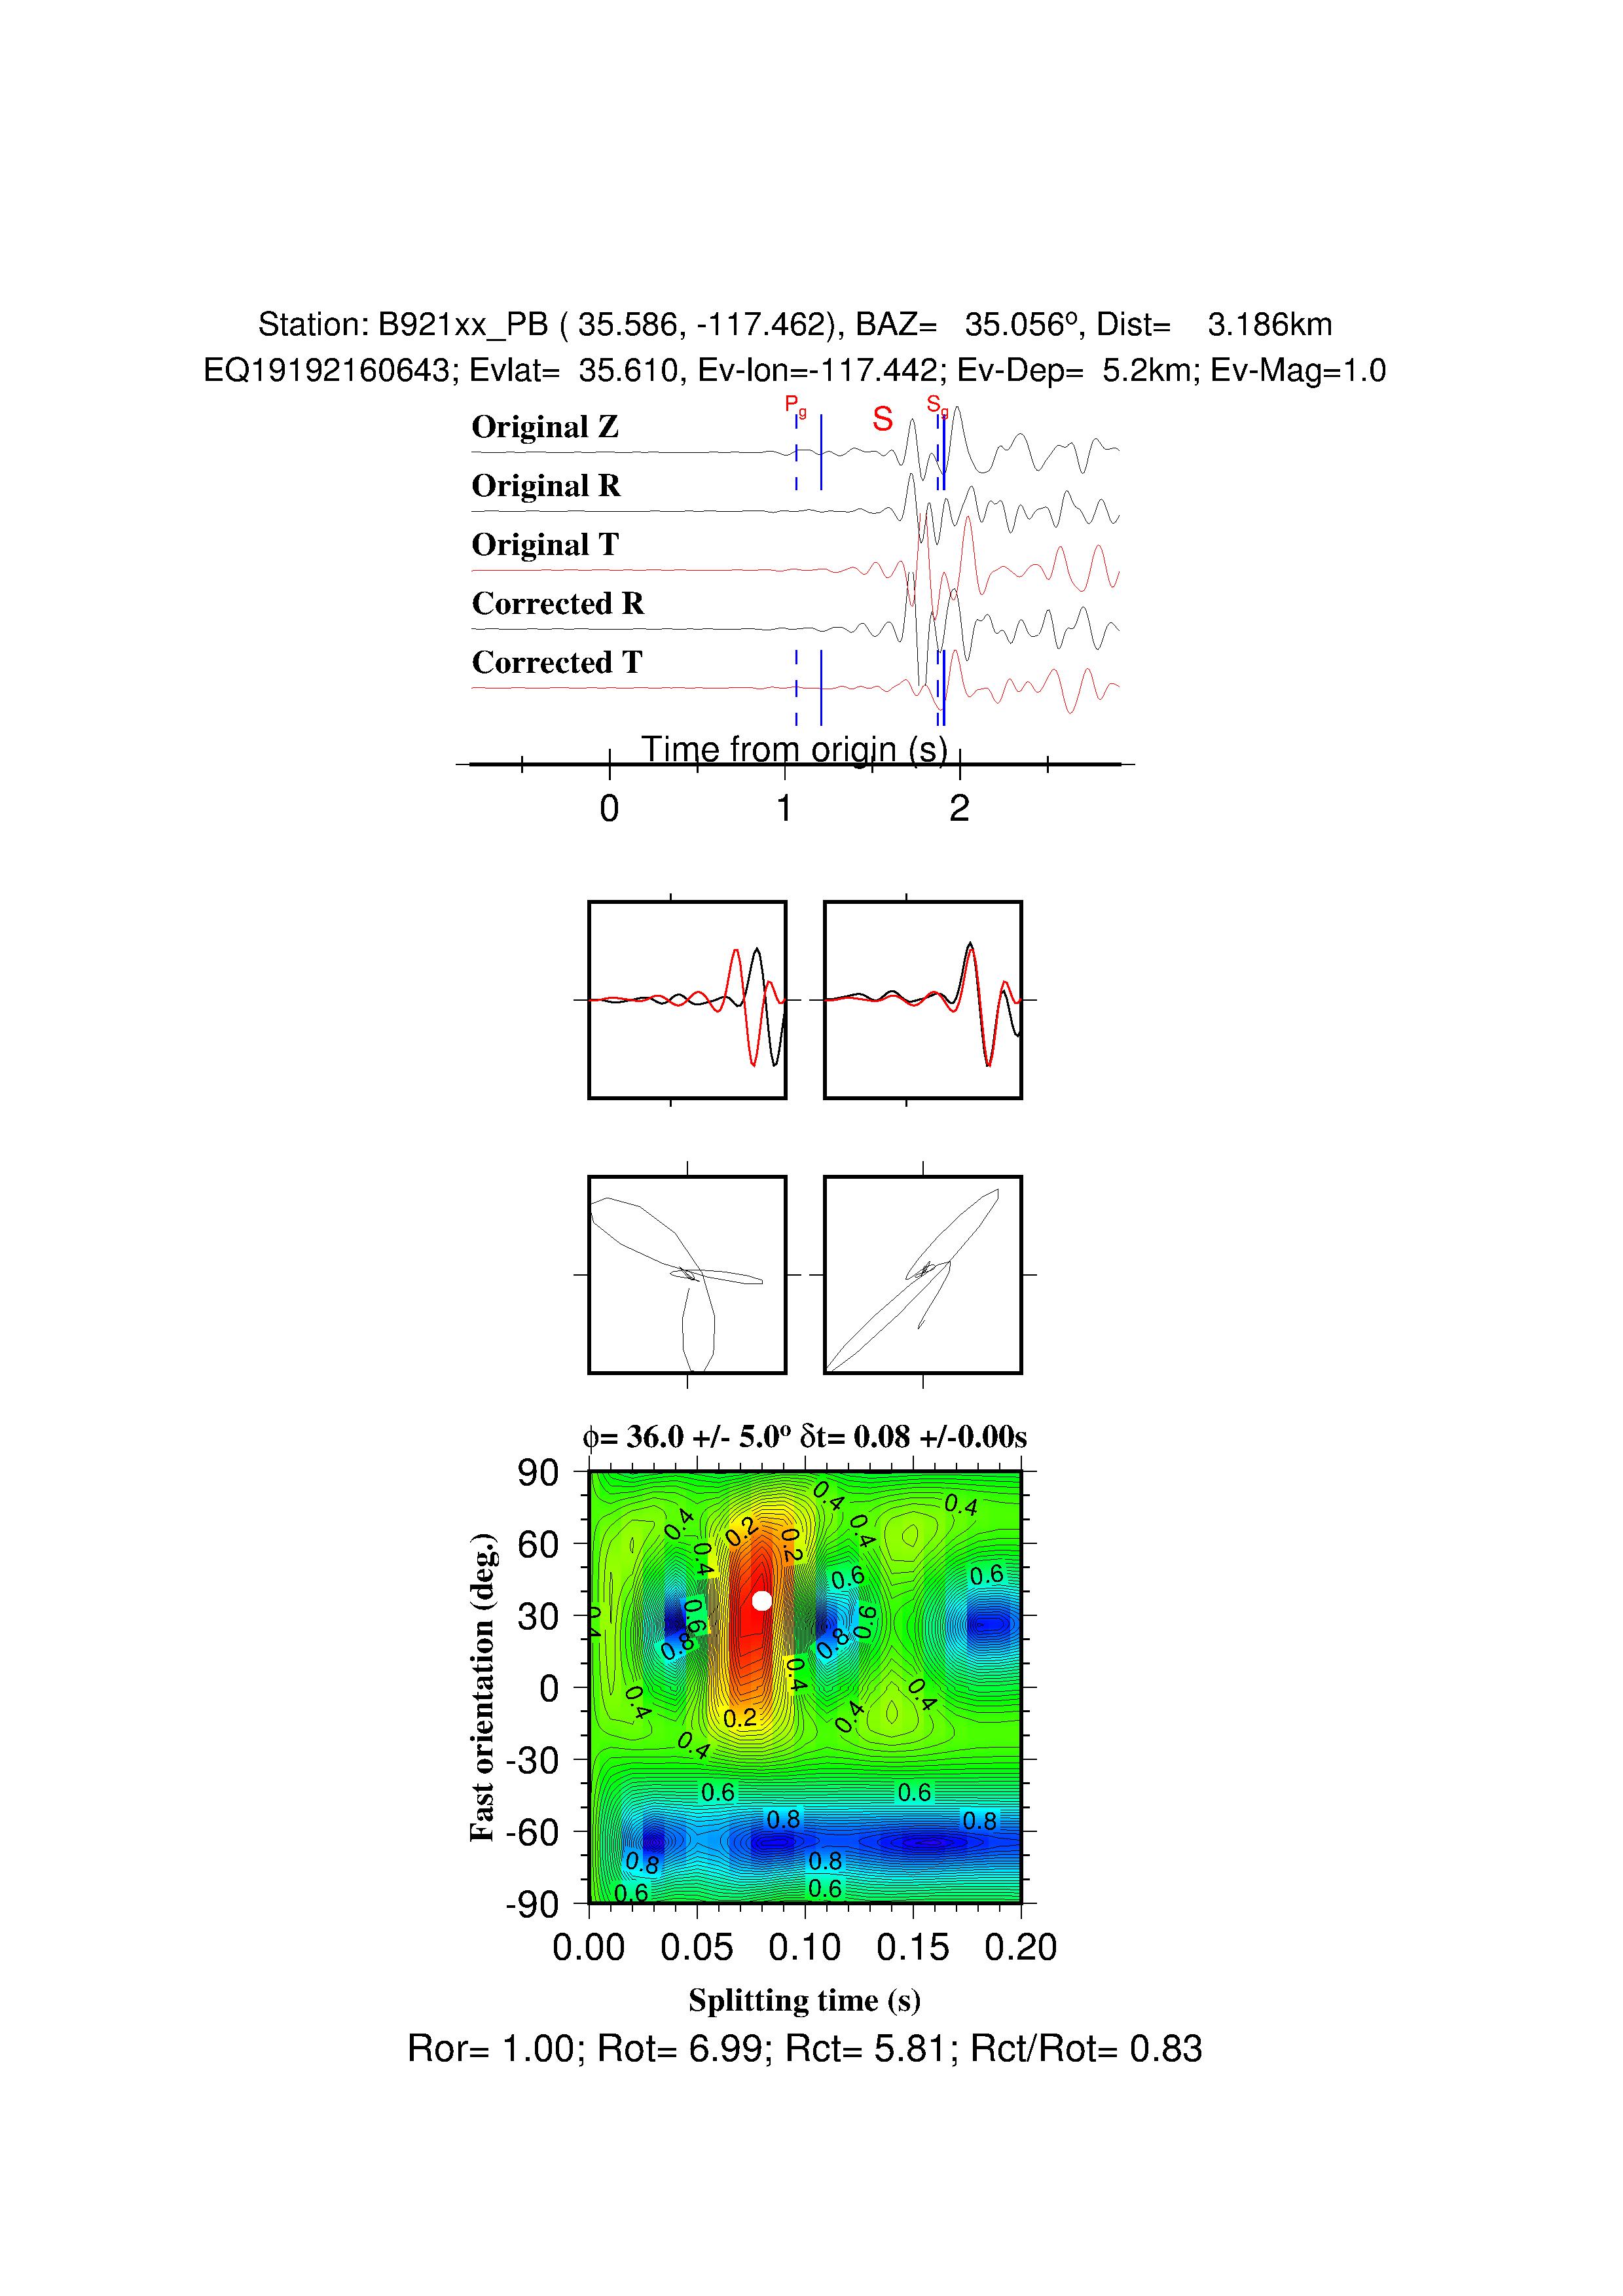 Station: B921xx_PB ( 35.586, -117.462), BAZ= 35.056º, Dist= 3.186km
EQ19192160643; Evlat= 35.610, Ev-lon=-117.442; Ev-Dep= 5.2km; Ev-Mag=1.0
Pg S Sg
Original Z
Original R
Original T
Corrected R
Corrected T
Time from origin (s)
0 1 2
ϕ= 36.0 +/- 5.0º δt= 0.08 +/-0.00s
Fast orientation (deg.)
90
60
30
0
-30
-60
-90
0.4 0.4 0.4
0.2 0.2 0.4
0.4
0.6 0.6
0.4 0.6 0.6
0.8 0.8
0.4 0.4 0.4
0.2 0.4
0.4
0.6 0.6
0.8 0.8
0.8 0.8
0.6 0.6
0.00 0.05 0.10 0.15 0.20
Splitting time (s)
Ror= 1.00; Rot= 6.99; Rct= 5.81; Rct/Rot= 0.83